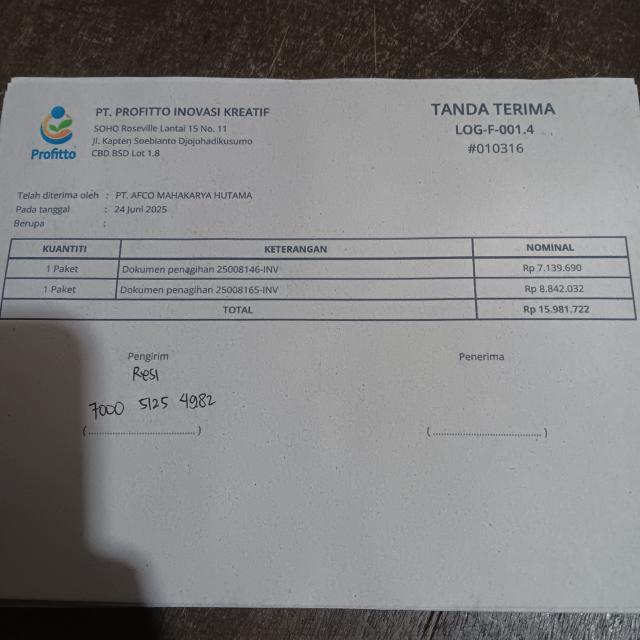 PT. PROFITTO INOVASI KREATIF
SOHO Roseville Lantai 15 No. 11
Jl. Kapten Soebianto Djojohadikusumo
CBD BSD Lot 1.8
Profitto
TANDA TERIMA
LOG-F-001.4
#010316
Telah diterima oleh : PT. AFCO MAHAKARYA HUTAMA
Pada tanggal : 24 Juni 2025
Berupa :
KUANTITI KETERANGAN NOMINAL
1 Paket Dokumen penagihan 25008146-INV Rp 7.139.690
1 Paket Dokumen penagihan 25008165-INV Rp 8.842.032
TOTAL Rp 15.981.722
Pengirim Penerima
Resi
7000 5125 4982
(....................................) (....................................)